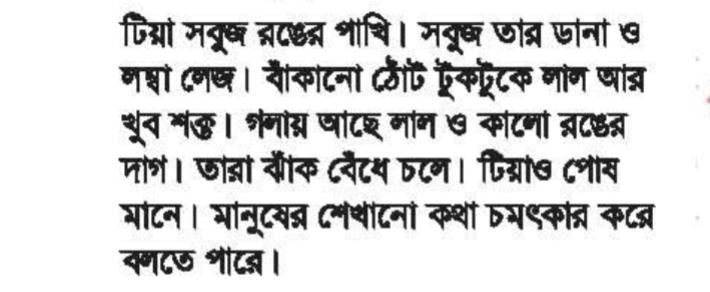 টিয়া সবুজ রঙের পাখি। সবুজ তার ডানা ও
লম্বা লেজ। বাঁকানো ঠোঁট টুকটুকে লাল আর
খুব শক্ত। গলায় আছে লাল ও কালো রঙের
দাগ। তারা ঝাঁক বেঁধে চলে। টিয়াও পোষ
মানে। মানুষের শেখানো কথা চমৎকার করে
বলতে পারে।